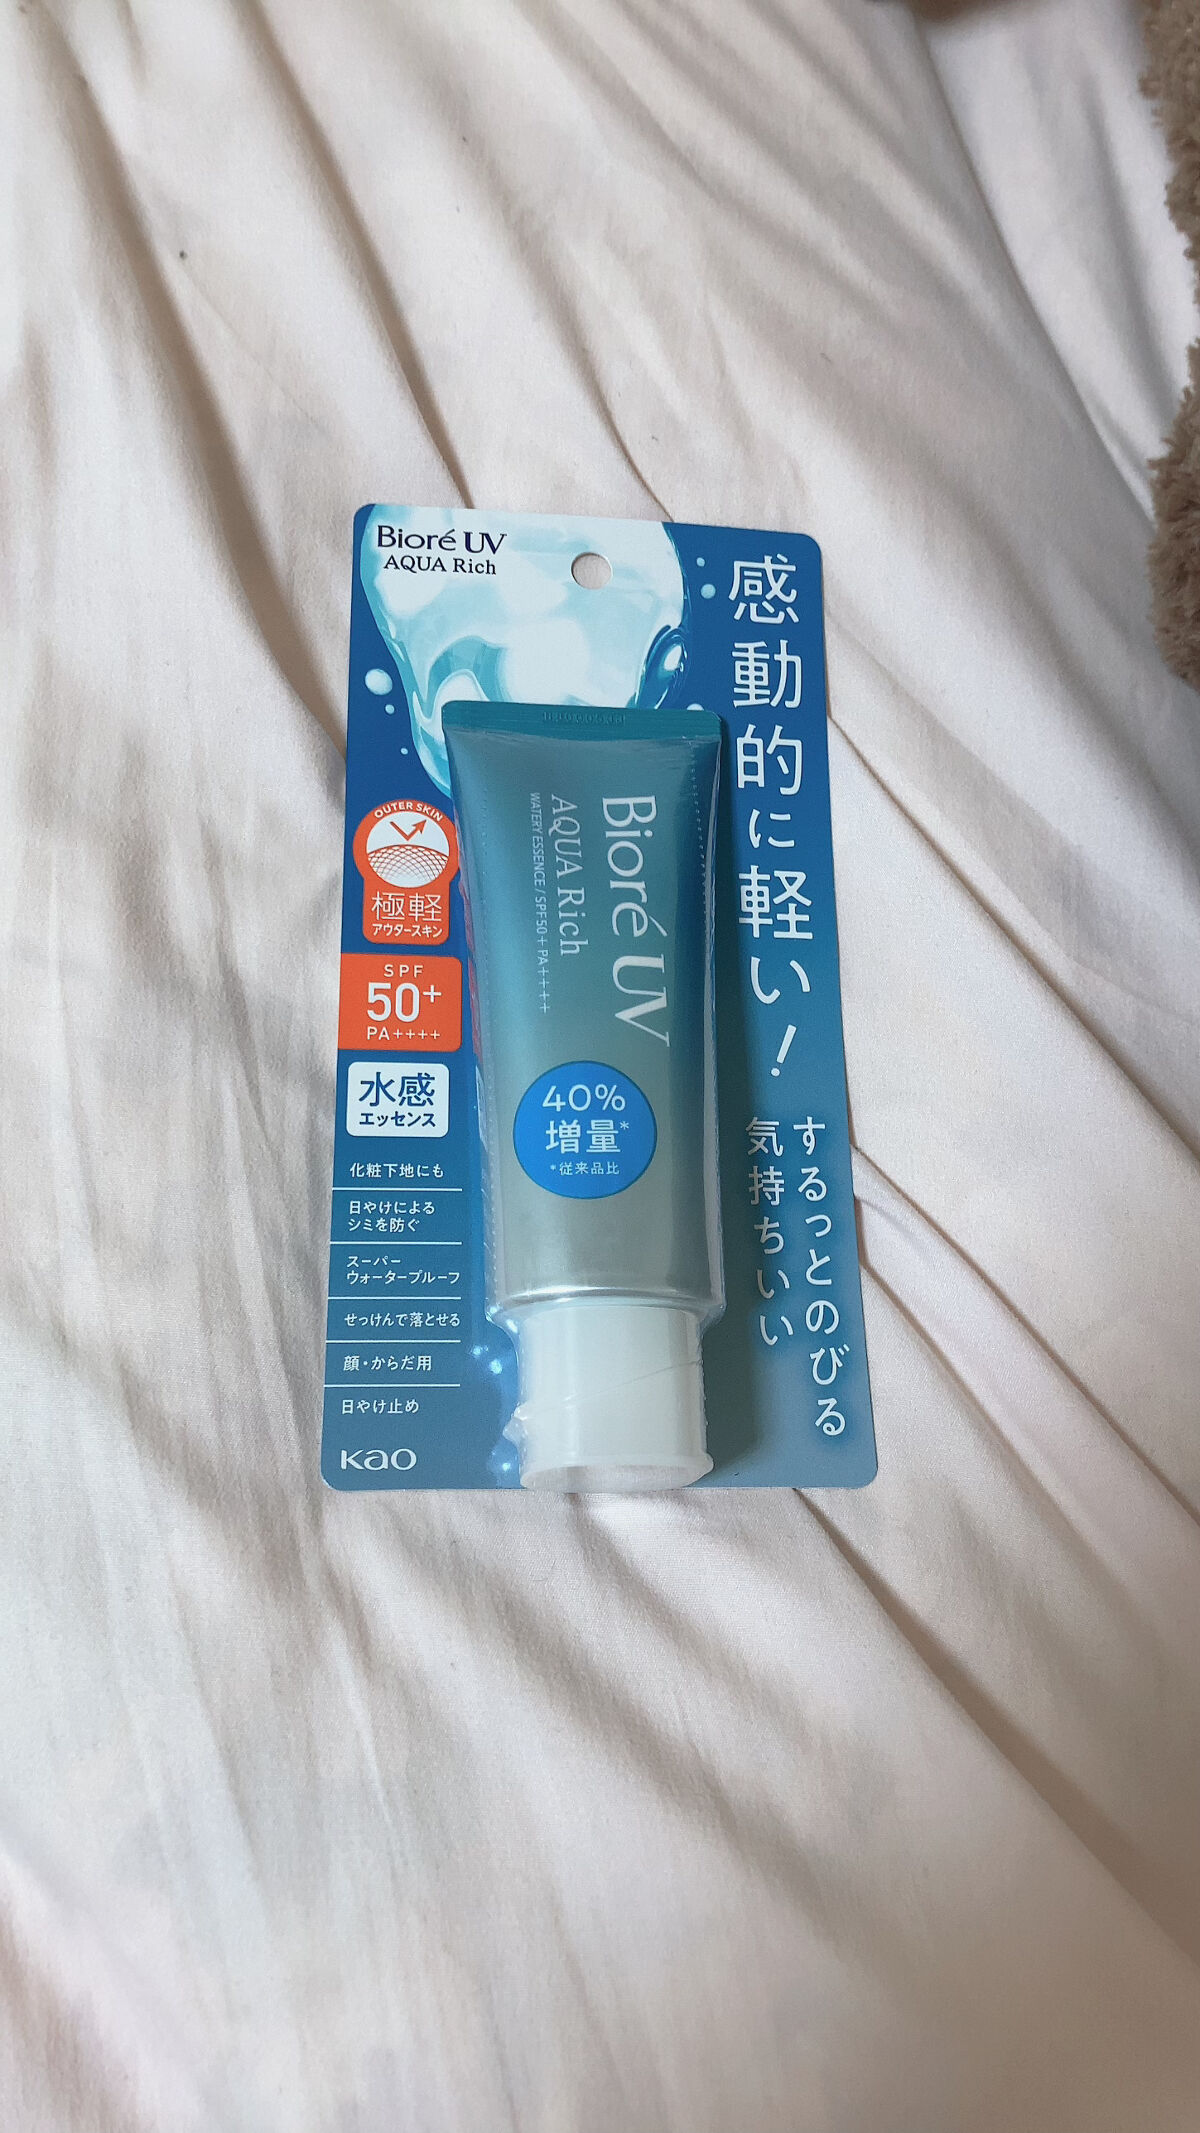 Bioré UV
AQUA Rich
感動的に軽い!
するっとのびる
気持ちいい
OUTER SKIN
極軽
アウタースキン
SPF
50+
PA++++
水感
エッセンス
化粧下地にも
日やけによる
シミを防ぐ
スーパー
ウォータープルーフ
せっけんで落とせる
顔・からだ用
日やけ止め
Kao
Bioré UV
AQUA Rich
WATERY ESSENCE/SPF50+ PA++++
40%
増量*
*従来品比